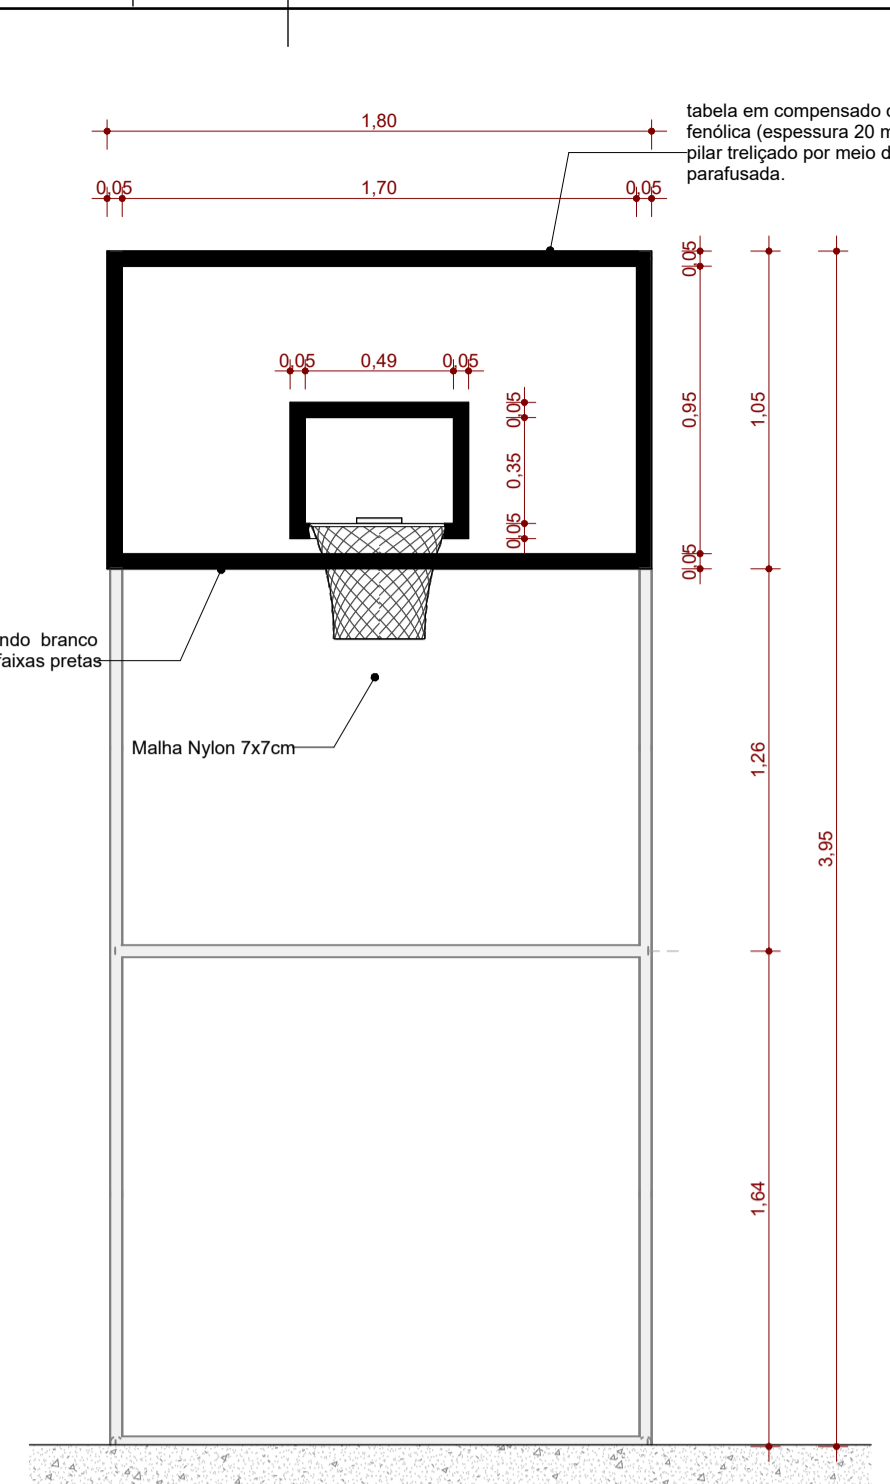 1,80
tabela em compensado
fenólica (espessura 20
pilar treliçado por meio
parafusada.
0,05
1,70
0,05
0,05
0,05
0,49
0,05
0,05
0,95
1,05
0,35
0,05
0,05
branco
faixas pretas
Malha Nylon 7x7cm
1,26
3,95
1,64